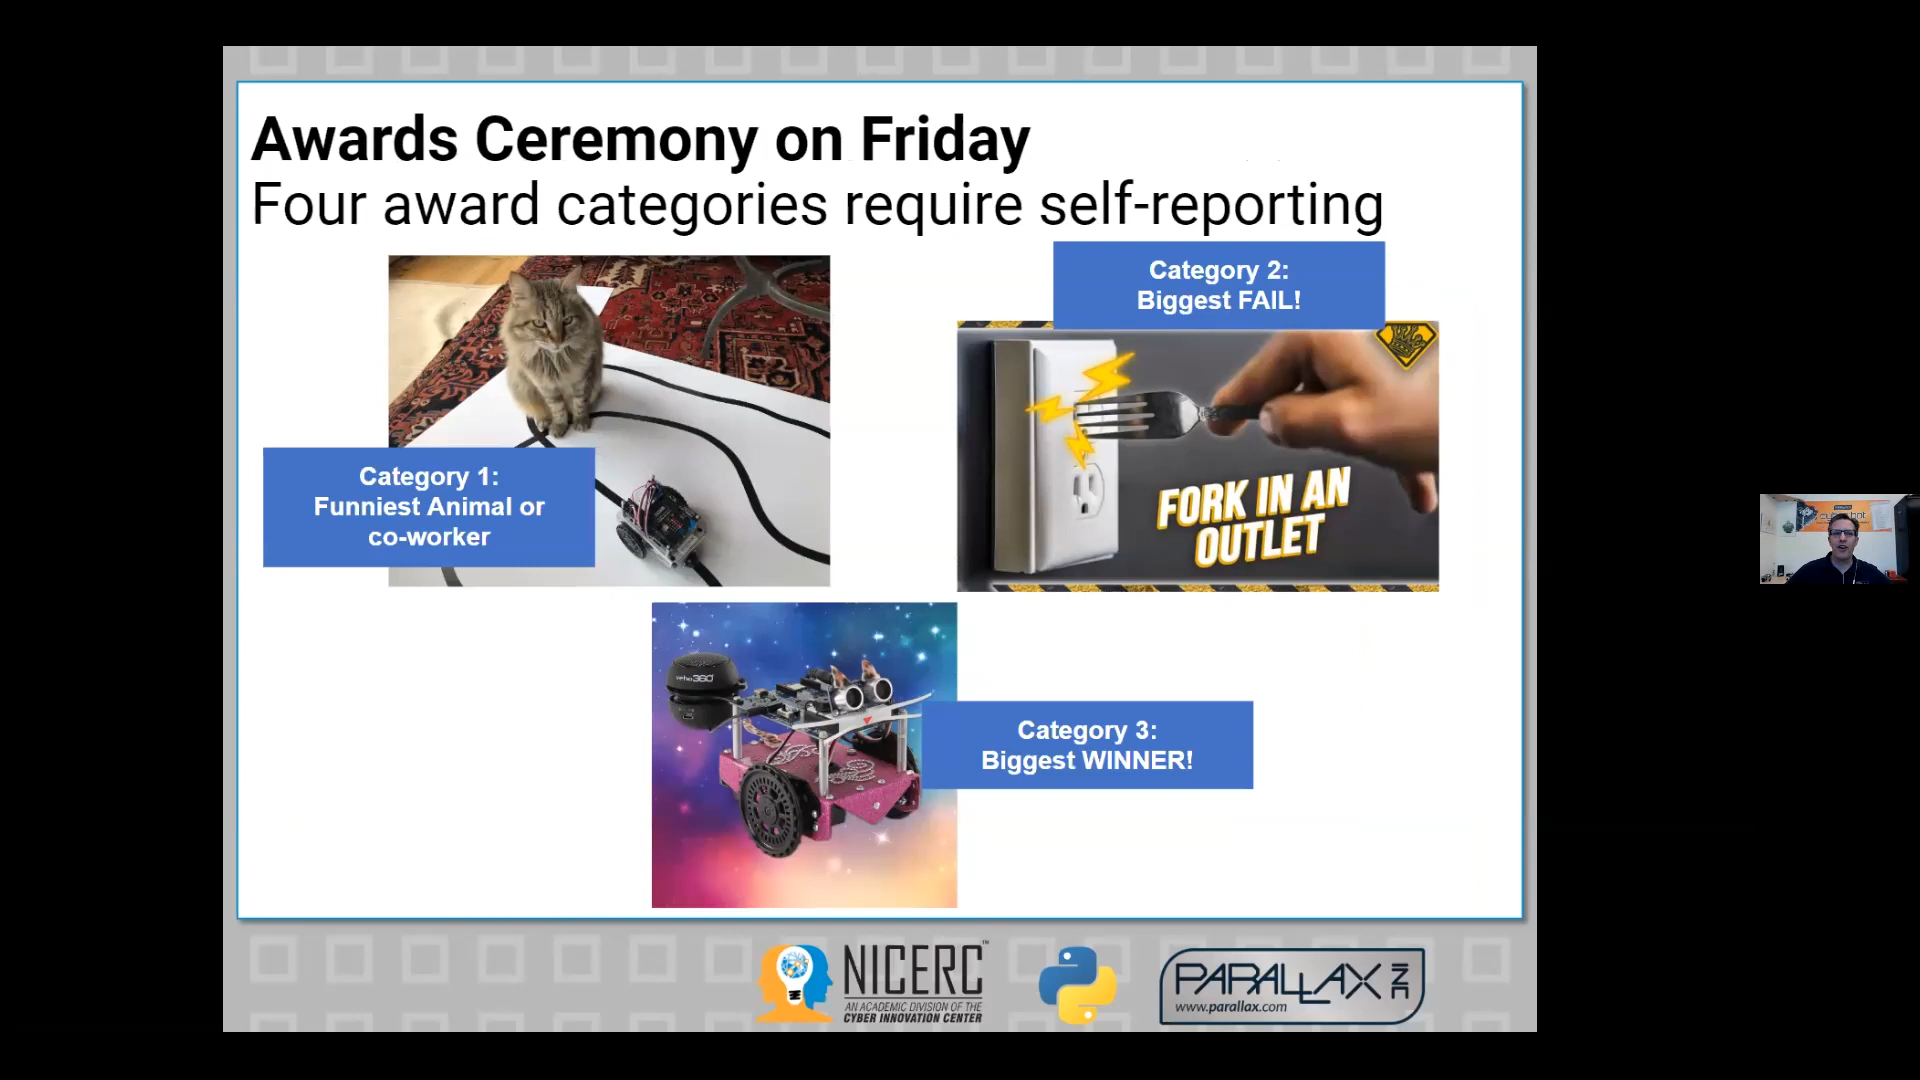 Awards Ceremony on Friday
Four award categories require self-reporting
Category 1:
Funniest Animal or
co-worker
Category 2:
Biggest FAIL!
FORK IN AN
OUTLET
Category 3:
Biggest WINNER!
NICERC™
AN ACADEMIC DIVISION OF THE
CYBER INNOVATION CENTER
PARALLAX INC
www.parallax.com